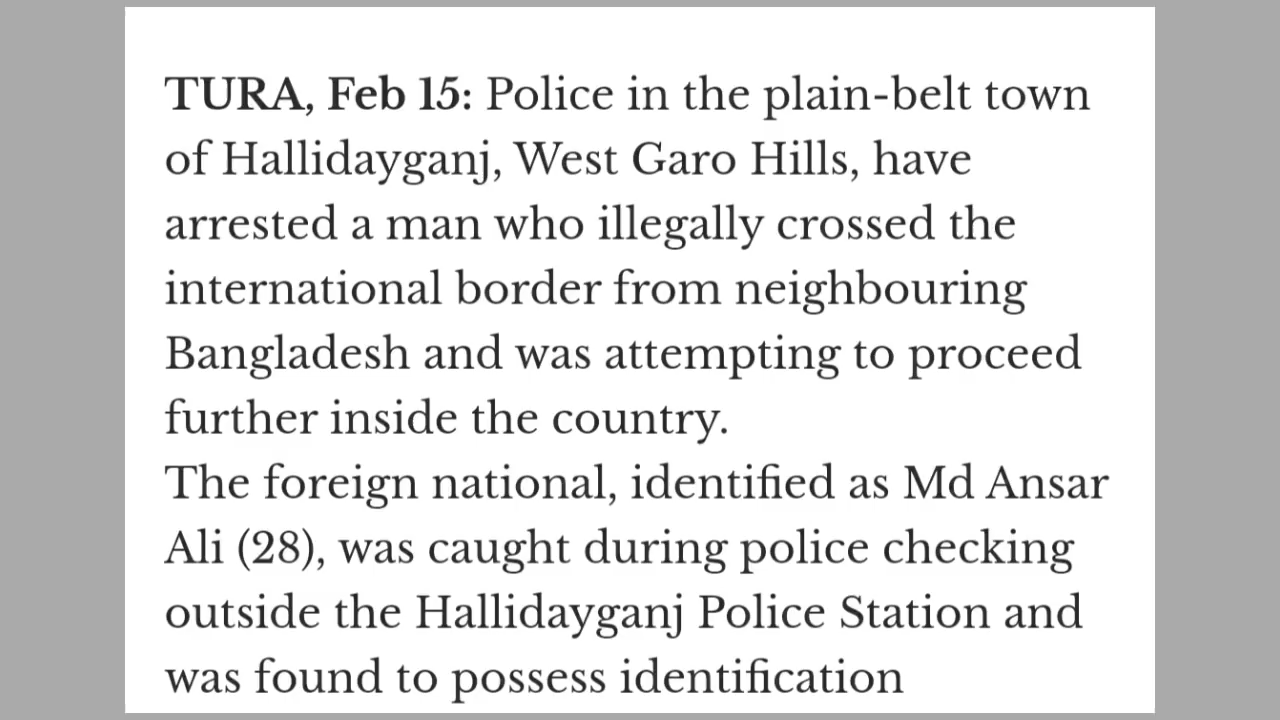 TURA, Feb 15: Police in the plain-belt town
of Hallidayganj, West Garo Hills, have
arrested a man who illegally crossed the
international border from neighbouring
Bangladesh and was attempting to proceed
further inside the country.
The foreign national, identified as Md Ansar
Ali (28), was caught during police checking
outside the Hallidayganj Police Station and
was found to possess identification